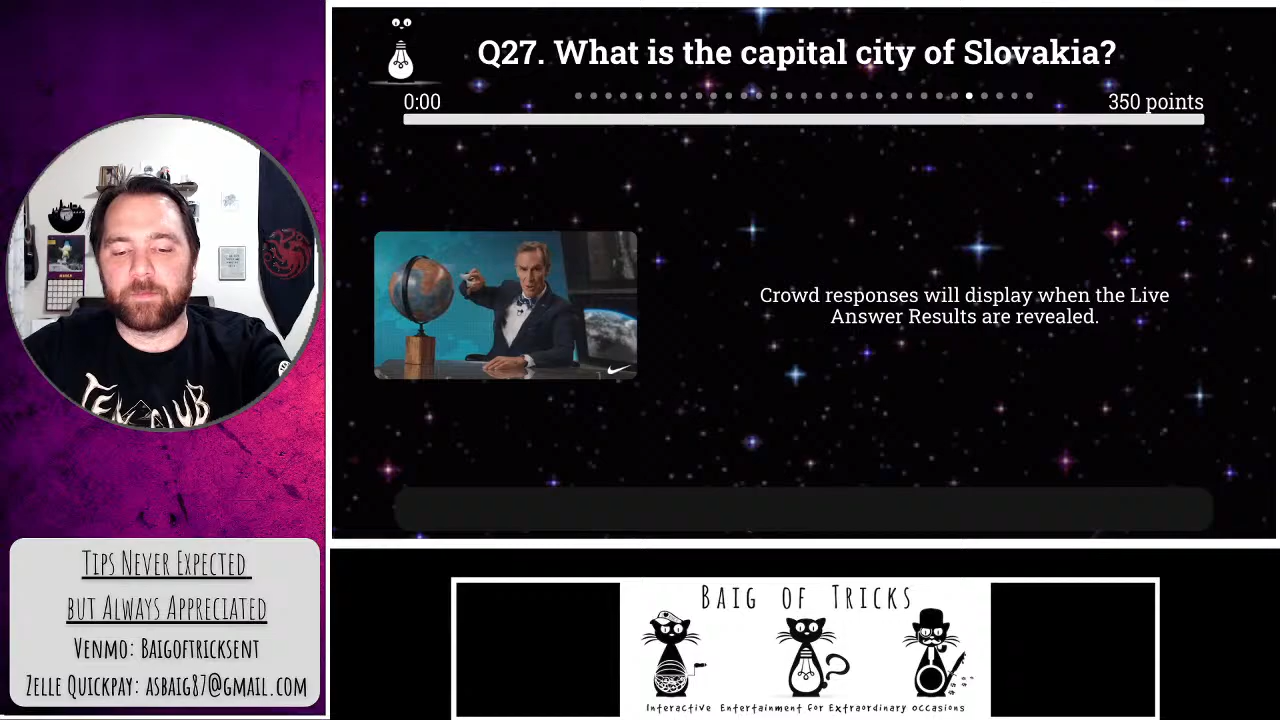 Q27. What is the capital city of Slovakia?
0:00
350 points
Crowd responses will display when the Live
Answer Results are revealed.
Tips Never Expected
but Always Appreciated
Venmo: Baigoftricksent
Zelle Quickpay: asbaig87@gmail.com
Baig of Tricks
Interactive Entertainment for Extraordinary occasions